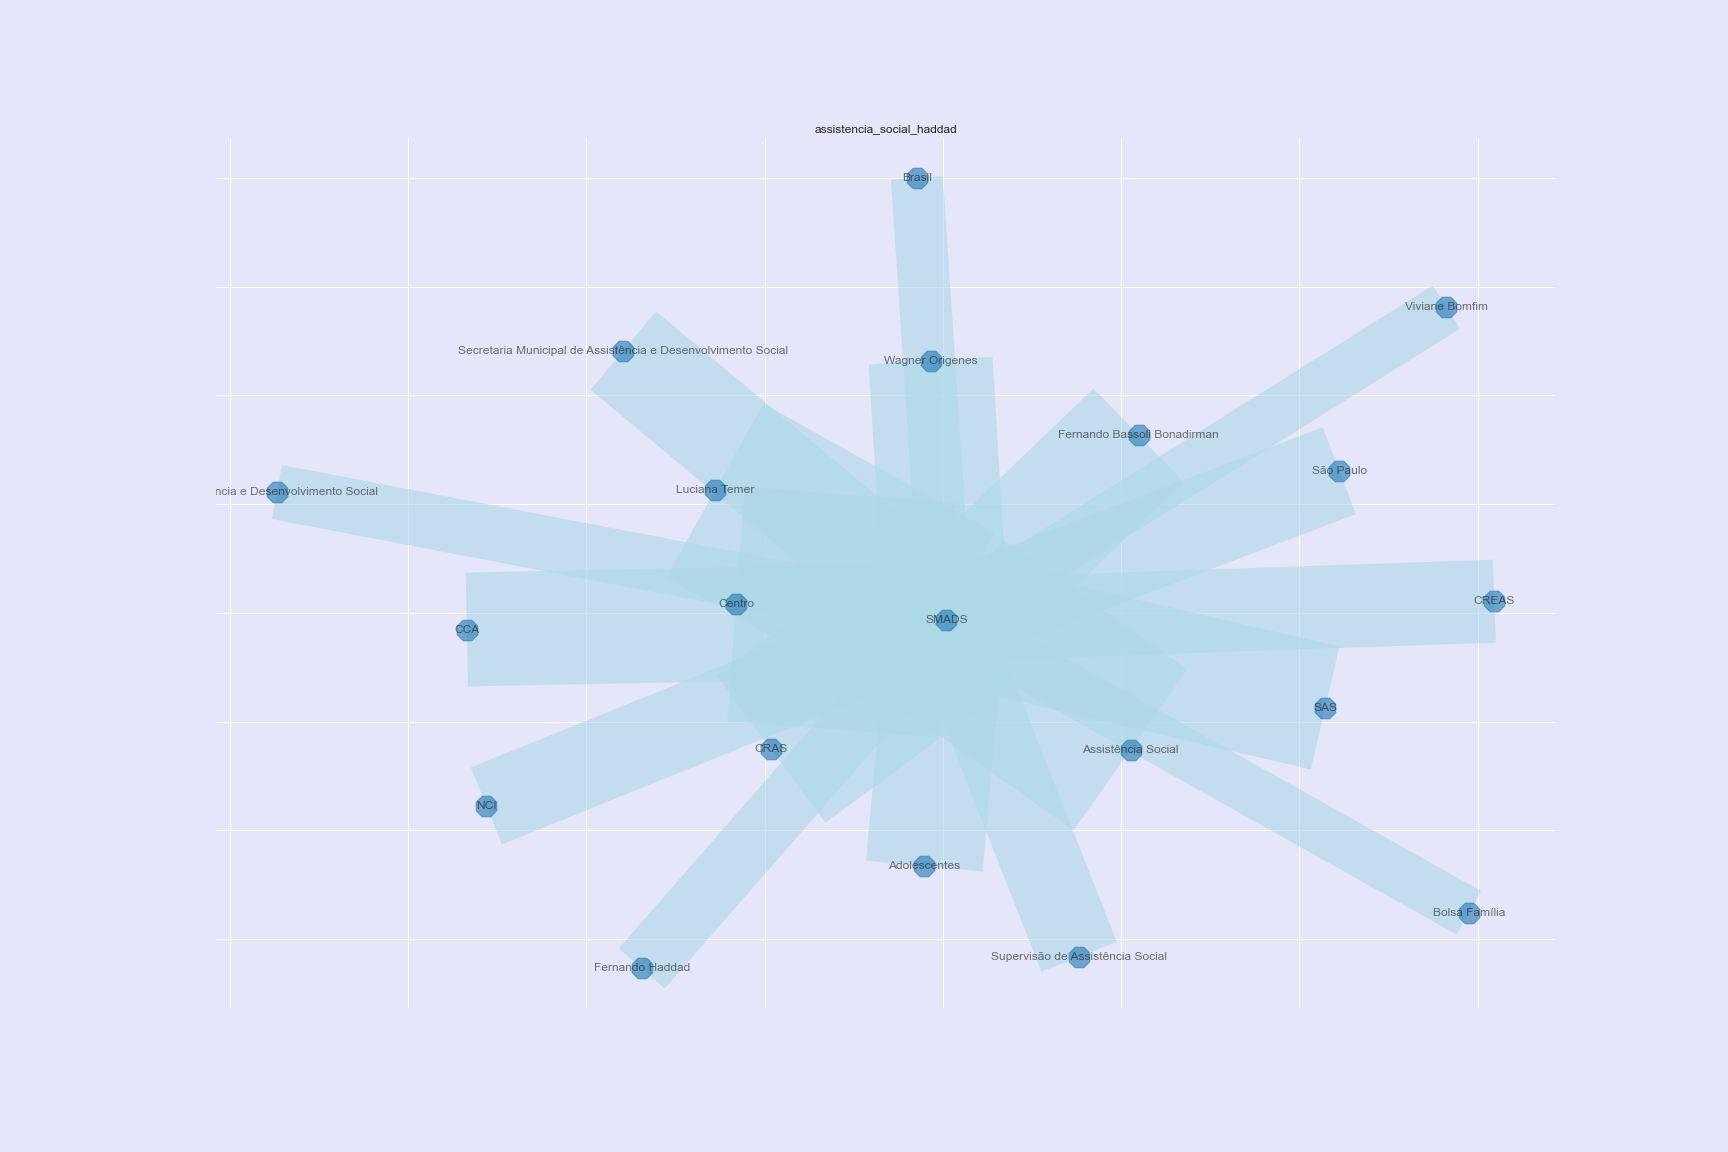 assistencia_social_haddad
Brasil
Viviane Bomfim
Secretaria Municipal de Assistência e Desenvolvimento Social
Wagner Origenes
Fernando Bassoli Bonadirman
São Paulo
e Desenvolvimento Social
Luciana Temer
Centro
CREAS
SMADS
CCA
SAS
CRAS
Assistência Social
NCI
Adolescentes
Bolsa Família
Supervisão de Assistência Social
Fernando Haddad